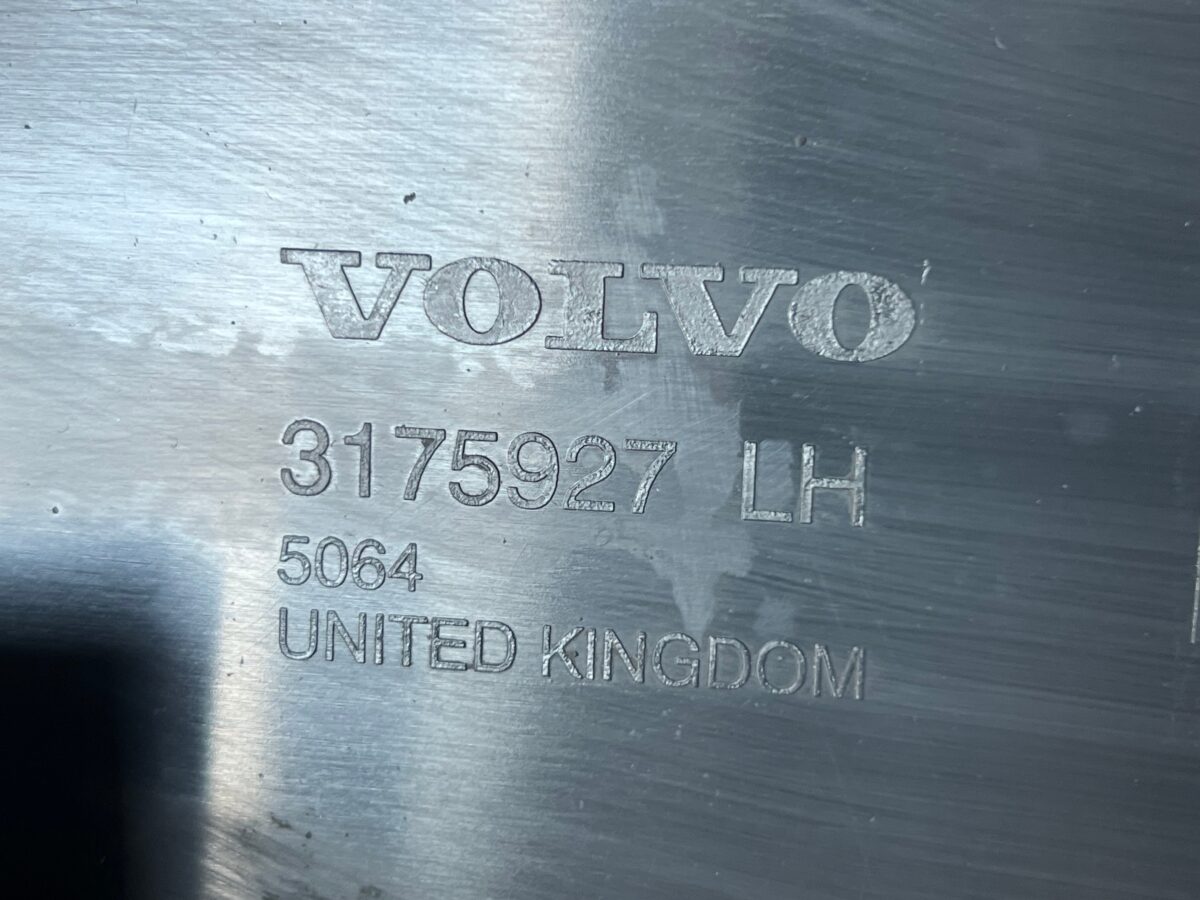 VOLVO
3175927 LH
5064
UNITED KINGDOM